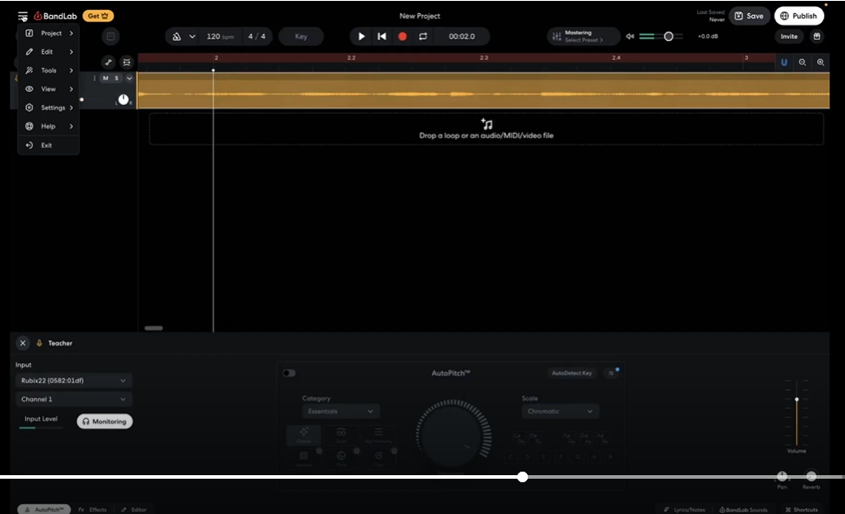 BandLab Get
New Project
Last Saved
Never
Save
Publish
Project
Edit
Tools
View
Settings
Help
Exit
120 bpm
4 / 4
Key
00:02.0
Mastering
Select Preset >
+0.0 dB
Invite
2
2.2
2.3
2.4
3
M S
Drop a loop or an audio/MIDI/video file
Teacher
Input
Rubix22 (0582:01df)
Channel 1
Input Level
Monitoring
AutoPitch™
AutoDetect Key
Category
Essentials
Scale
Chromatic
Volume
Pan
Reverb
AutoPitch™
Fx Effects
Editor
Lyrics/Notes
BandLab Sounds
Shortcuts